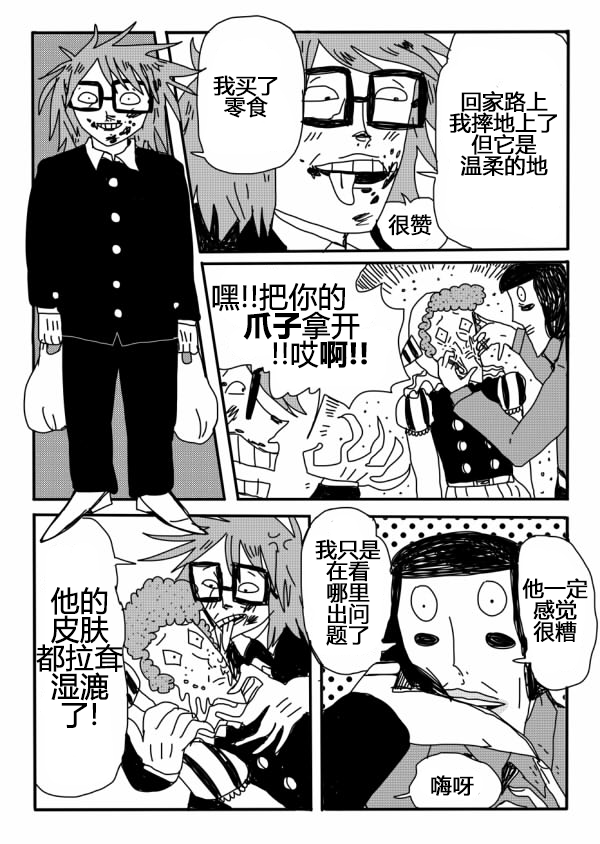 我买了
零食
回家路上
我摔地上了
但它是
温柔的地
很赞
嘿!!把你的
爪子拿开
!!哎啊!!
他的
皮肤
都拉耷
湿漉
了!
我只是
在看
哪里出
问题
了
他一定
感觉
很糟
嗨呀